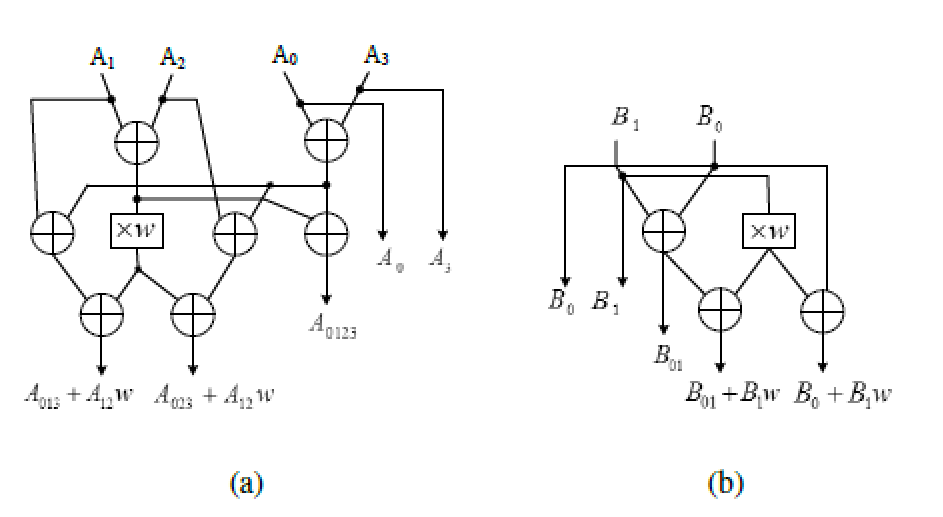 A₁ A₂ A₀ A₃
×w
A₀ A₃
A₀₁₂₃
A₀₁₃ + A₁₂w A₀₂₃ + A₁₂w
(a)
B₁ B₀
×w
B₀ B₁
B₀₁
B₀₁ + B₁w B₀ + B₁w
(b)